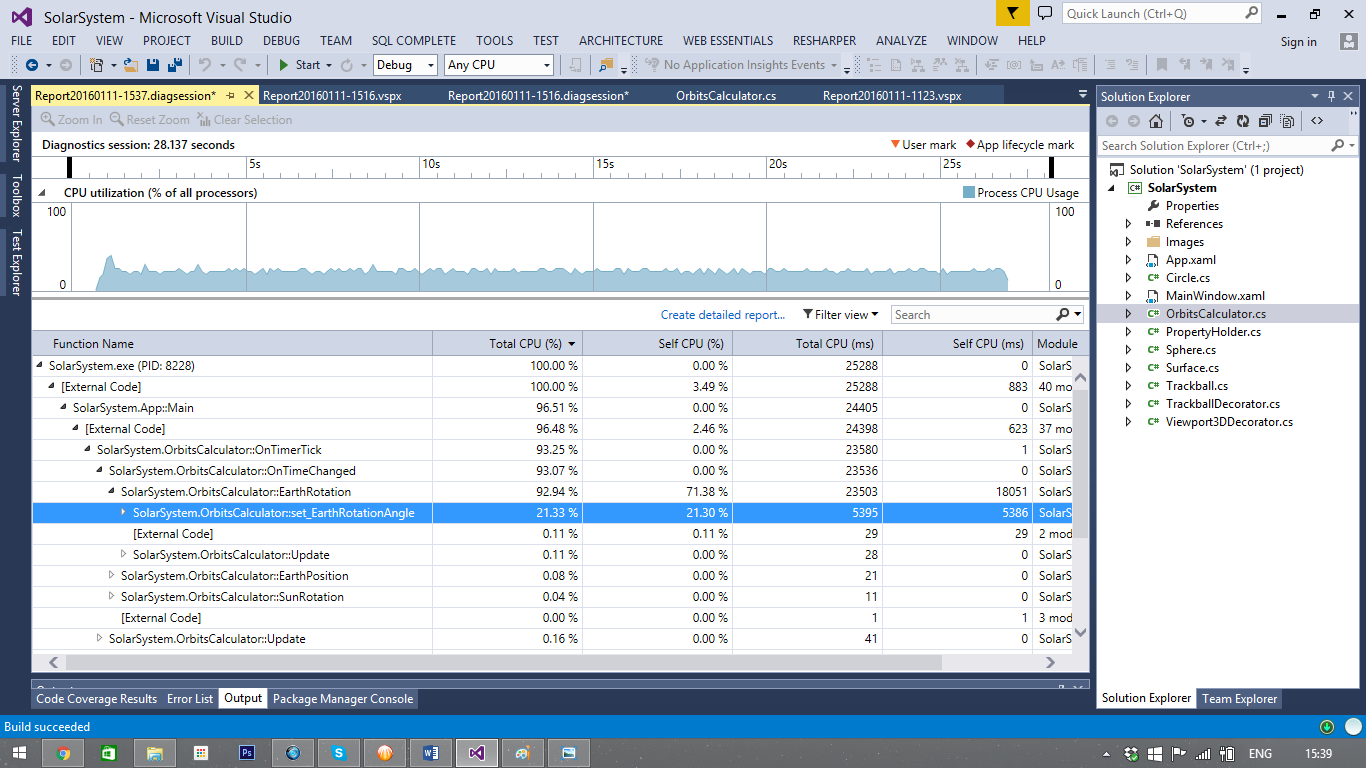 SolarSystem - Microsoft Visual Studio
Quick Launch (Ctrl+Q)
FILE EDIT VIEW PROJECT BUILD DEBUG TEAM SQL COMPLETE TOOLS TEST ARCHITECTURE WEB ESSENTIALS RESHARPER ANALYZE WINDOW HELP
Sign in
Start Debug Any CPU No Application Insights Events
Server Explorer
Toolbox
Test Explorer
Report20160111-1537.diagsession* Report20160111-1516.vspx Report20160111-1516.diagsession* OrbitsCalculator.cs Report20160111-1123.vspx
Zoom In Reset Zoom Clear Selection
Diagnostics session: 28.137 seconds
User mark App lifecycle mark
5s 10s 15s 20s 25s
CPU utilization (% of all processors)
Process CPU Usage
100 100
0 0
Create detailed report... Filter view Search
Function Name Total CPU (%) Self CPU (%) Total CPU (ms) Self CPU (ms) Module
SolarSystem.exe (PID: 8228) 100.00 % 0.00 % 25288 0 SolarS
[External Code] 100.00 % 3.49 % 25288 883 40 mo
SolarSystem.App::Main 96.51 % 0.00 % 24405 0 SolarS
[External Code] 96.48 % 2.46 % 24398 623 37 mo
SolarSystem.OrbitsCalculator::OnTimerTick 93.25 % 0.00 % 23580 1 SolarS
SolarSystem.OrbitsCalculator::OnTimeChanged 93.07 % 0.00 % 23536 0 SolarS
SolarSystem.OrbitsCalculator::EarthRotation 92.94 % 71.38 % 23503 18051 SolarS
SolarSystem.OrbitsCalculator::set_EarthRotationAngle 21.33 % 21.30 % 5395 5386 SolarS
[External Code] 0.11 % 0.11 % 29 29 2 mod
SolarSystem.OrbitsCalculator::Update 0.11 % 0.00 % 28 0 SolarS
SolarSystem.OrbitsCalculator::EarthPosition 0.08 % 0.00 % 21 0 SolarS
SolarSystem.OrbitsCalculator::SunRotation 0.04 % 0.00 % 11 0 SolarS
[External Code] 0.00 % 0.00 % 1 1 3 mod
SolarSystem.OrbitsCalculator::Update 0.16 % 0.00 % 41 0 SolarS
Solution Explorer
Search Solution Explorer (Ctrl+;)
Solution 'SolarSystem' (1 project)
C# SolarSystem
Properties
References
Images
App.xaml
C# Circle.cs
MainWindow.xaml
C# OrbitsCalculator.cs
C# PropertyHolder.cs
C# Sphere.cs
C# Surface.cs
C# Trackball.cs
C# TrackballDecorator.cs
C# Viewport3DDecorator.cs
Code Coverage Results Error List Output Package Manager Console
Solution Explorer Team Explorer
Build succeeded
ENG 15:39